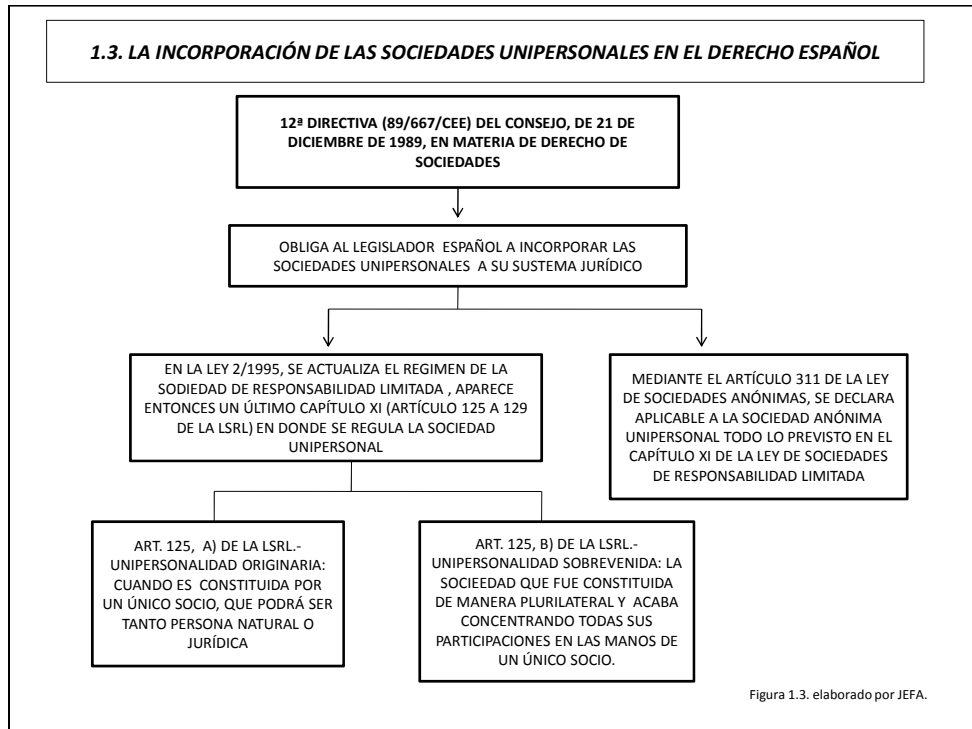 1.3. LA INCORPORACIÓN DE LAS SOCIEDADES UNIPERSONALES EN EL DERECHO ESPAÑOL
12ª DIRECTIVA (89/667/CEE) DEL CONSEJO, DE 21 DE
DICIEMBRE DE 1989, EN MATERIA DE DERECHO DE
SOCIEDADES
OBLIGA AL LEGISLADOR ESPAÑOL A INCORPORAR LAS
SOCIEDADES UNIPERSONALES A SU SUSTEMA JURÍDICO
EN LA LEY 2/1995, SE ACTUALIZA EL REGIMEN DE LA
SODIEDAD DE RESPONSABILIDAD LIMITADA , APARECE
ENTONCES UN ÚLTIMO CAPÍTULO XI (ARTÍCULO 125 A 129
DE LA LSRL) EN DONDE SE REGULA LA SOCIEDAD
UNIPERSONAL
MEDIANTE EL ARTÍCULO 311 DE LA LEY
DE SOCIEDADES ANÓNIMAS, SE DECLARA
APLICABLE A LA SOCIEDAD ANÓNIMA
UNIPERSONAL TODO LO PREVISTO EN EL
CAPÍTULO XI DE LA LEY DE SOCIEDADES
DE RESPONSABILIDAD LIMITADA
ART. 125, A) DE LA LSRL.-
UNIPERSONALIDAD ORIGINARIA:
CUANDO ES CONSTITUIDA POR
UN ÚNICO SOCIO, QUE PODRÁ SER
TANTO PERSONA NATURAL O
JURÍDICA
ART. 125, B) DE LA LSRL.-
UNIPERSONALIDAD SOBREVENIDA: LA
SOCIEEDAD QUE FUE CONSTITUIDA
DE MANERA PLURILATERAL Y ACABA
CONCENTRANDO TODAS SUS
PARTICIPACIONES EN LAS MANOS DE
UN ÚNICO SOCIO.
Figura 1.3. elaborado por JEFA.